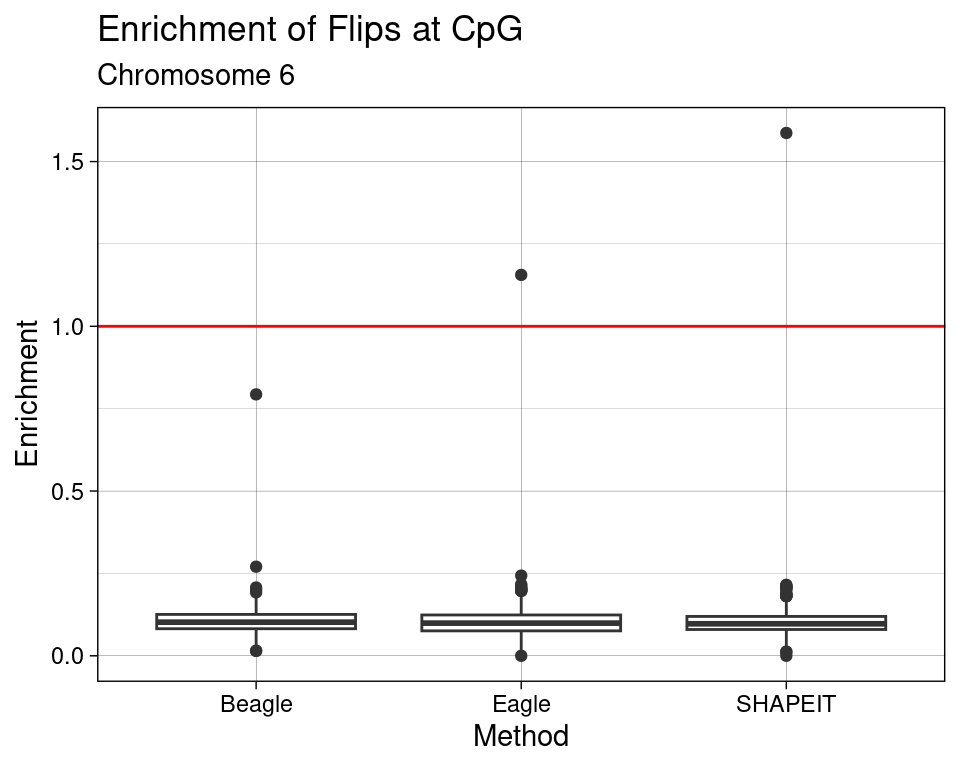 Enrichment of Flips at CpG
Chromosome 6
1.5
1.0
0.5
0.0
Enrichment
Beagle Eagle SHAPEIT
Method